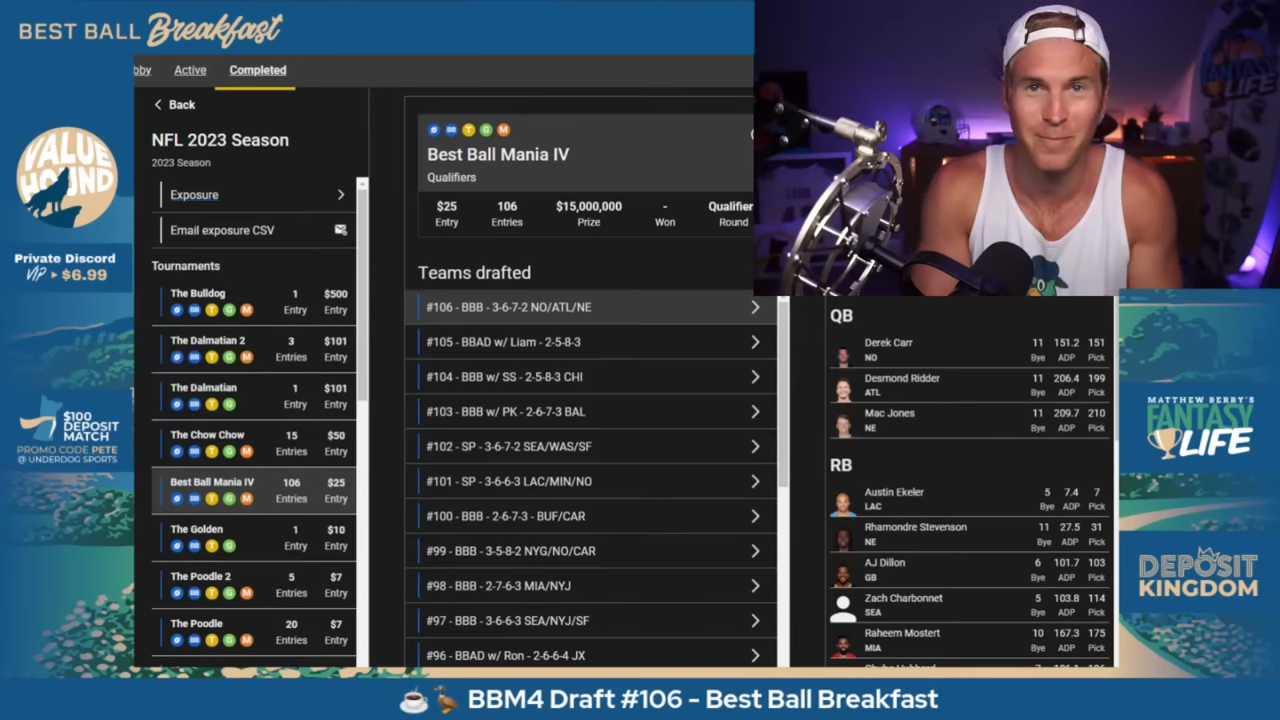 BEST BALL Breakfast
VALUE
HOUND
Private Discord
VIP ▸ $6.99
$100
DEPOSIT
MATCH
PROMO CODE PETE
@ UNDERDOG SPORTS
bby Active Completed
Back
NFL 2023 Season
2023 Season
Exposure
Email exposure CSV
Tournaments
The Bulldog 1 $500
Entry Entry
The Dalmatian 2 3 $101
Entries Entry
The Dalmatian 1 $101
Entry Entry
The Chow Chow 15 $50
Entries Entry
Best Ball Mania IV 106 $25
Entries Entry
The Golden 1 $10
Entry Entry
The Poodle 2 5 $7
Entries Entry
The Poodle 20 $7
Entries Entry
BB T G M
Best Ball Mania IV
Qualifiers
$25 106 $15,000,000 - Qualifier
Entry Entries Prize Won Round
Teams drafted
#106 - BBB - 3-6-7-2 NO/ATL/NE
#105 - BBAD w/ Liam - 2-5-8-3
#104 - BBB w/ SS - 2-5-8-3 CHI
#103 - BBB w/ PK - 2-6-7-3 BAL
#102 - SP - 3-6-7-2 SEA/WAS/SF
#101 - SP - 3-6-6-3 LAC/MIN/NO
#100 - BBB - 2-6-7-3 - BUF/CAR
#99 - BBB - 3-5-8-2 NYG/NO/CAR
#98 - BBB - 2-7-6-3 MIA/NYJ
#97 - BBB - 3-6-6-3 SEA/NYJ/SF
#96 - BBAD w/ Ron - 2-6-6-4 JX
QB
Derek Carr 11 151.2 151
NO Bye ADP Pick
Desmond Ridder 11 206.4 199
ATL Bye ADP Pick
Mac Jones 11 209.7 210
NE Bye ADP Pick
RB
Austin Ekeler 5 7.4 7
LAC Bye ADP Pick
Rhamondre Stevenson 11 27.5 31
NE Bye ADP Pick
AJ Dillon 6 101.7 103
GB Bye ADP Pick
Zach Charbonnet 5 103.8 114
SEA Bye ADP Pick
Raheem Mostert 10 167.3 175
MIA Bye ADP Pick
MATTHEW BERRY'S
FANTASY
LIFE
DEPOSIT
KINGDOM
BBM4 Draft #106 - Best Ball Breakfast